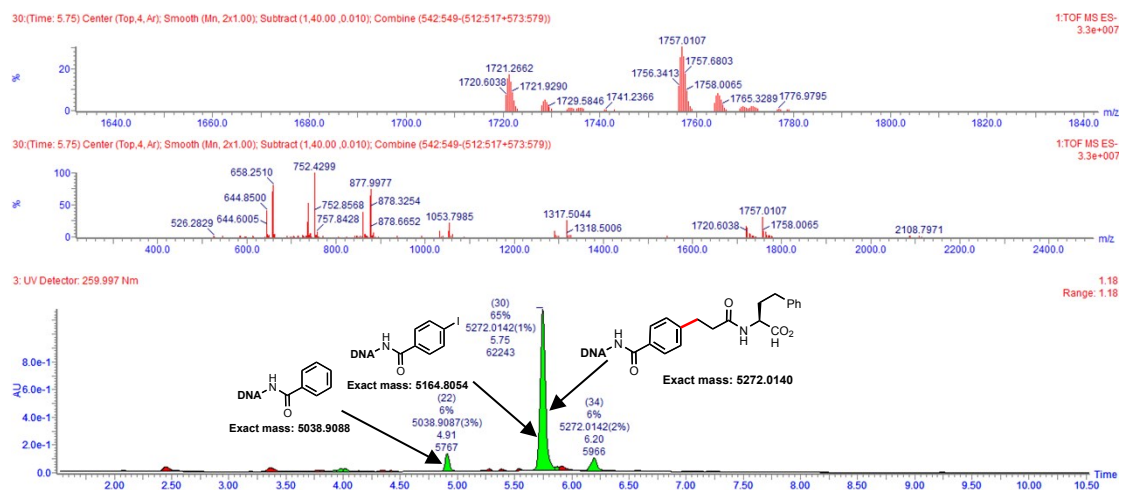 30:(Time: 5.75) Center (Top,4, Ar); Smooth (Mn, 2x1.00); Subtract (1,40.00 ,0.010); Combine (542:549-(512:517+573:579))
1:TOF MS ES-
3.3e+007
1757.0107
1721.2662
1757.6803
1720.6038
1721.9290
1756.3413
1758.0065
1729.5846
1741.2366
1765.3289
1776.9795
%
20
0
1640.0 1660.0 1680.0 1700.0 1720.0 1740.0 1760.0 1780.0 1800.0 1820.0 1840.0
m/z
30:(Time: 5.75) Center (Top,4, Ar); Smooth (Mn, 2x1.00); Subtract (1,40.00 ,0.010); Combine (542:549-(512:517+573:579))
1:TOF MS ES-
3.3e+007
752.4299
658.2510
877.9977
644.8500
752.8568
878.3254
644.6005
757.8428
878.6652
526.2829
1053.7985
1317.5044
1318.5006
1757.0107
1720.6038
1758.0065
2108.7971
%
100
50
0
400.0 600.0 800.0 1000.0 1200.0 1400.0 1600.0 1800.0 2000.0 2200.0 2400.0
m/z
3: UV Detector: 259.997 Nm
1.18
Range: 1.18
(30)
65%
5272.0142(1%)
5.75
62243
DNA
H
N
O
I
Exact mass: 5164.8054
DNA
H
N
O
O
N
H
Ph
CO2
H
Exact mass: 5272.0140
DNA
H
N
O
Exact mass: 5038.9088
(22)
6%
5038.9087(3%)
4.91
5767
(34)
6%
5272.0142(2%)
6.20
5966
AU
8.0e-1
6.0e-1
4.0e-1
2.0e-1
0.0
2.00 2.50 3.00 3.50 4.00 4.50 5.00 5.50 6.00 6.50 7.00 7.50 8.00 8.50 9.00 9.50 10.00 10.50
Time